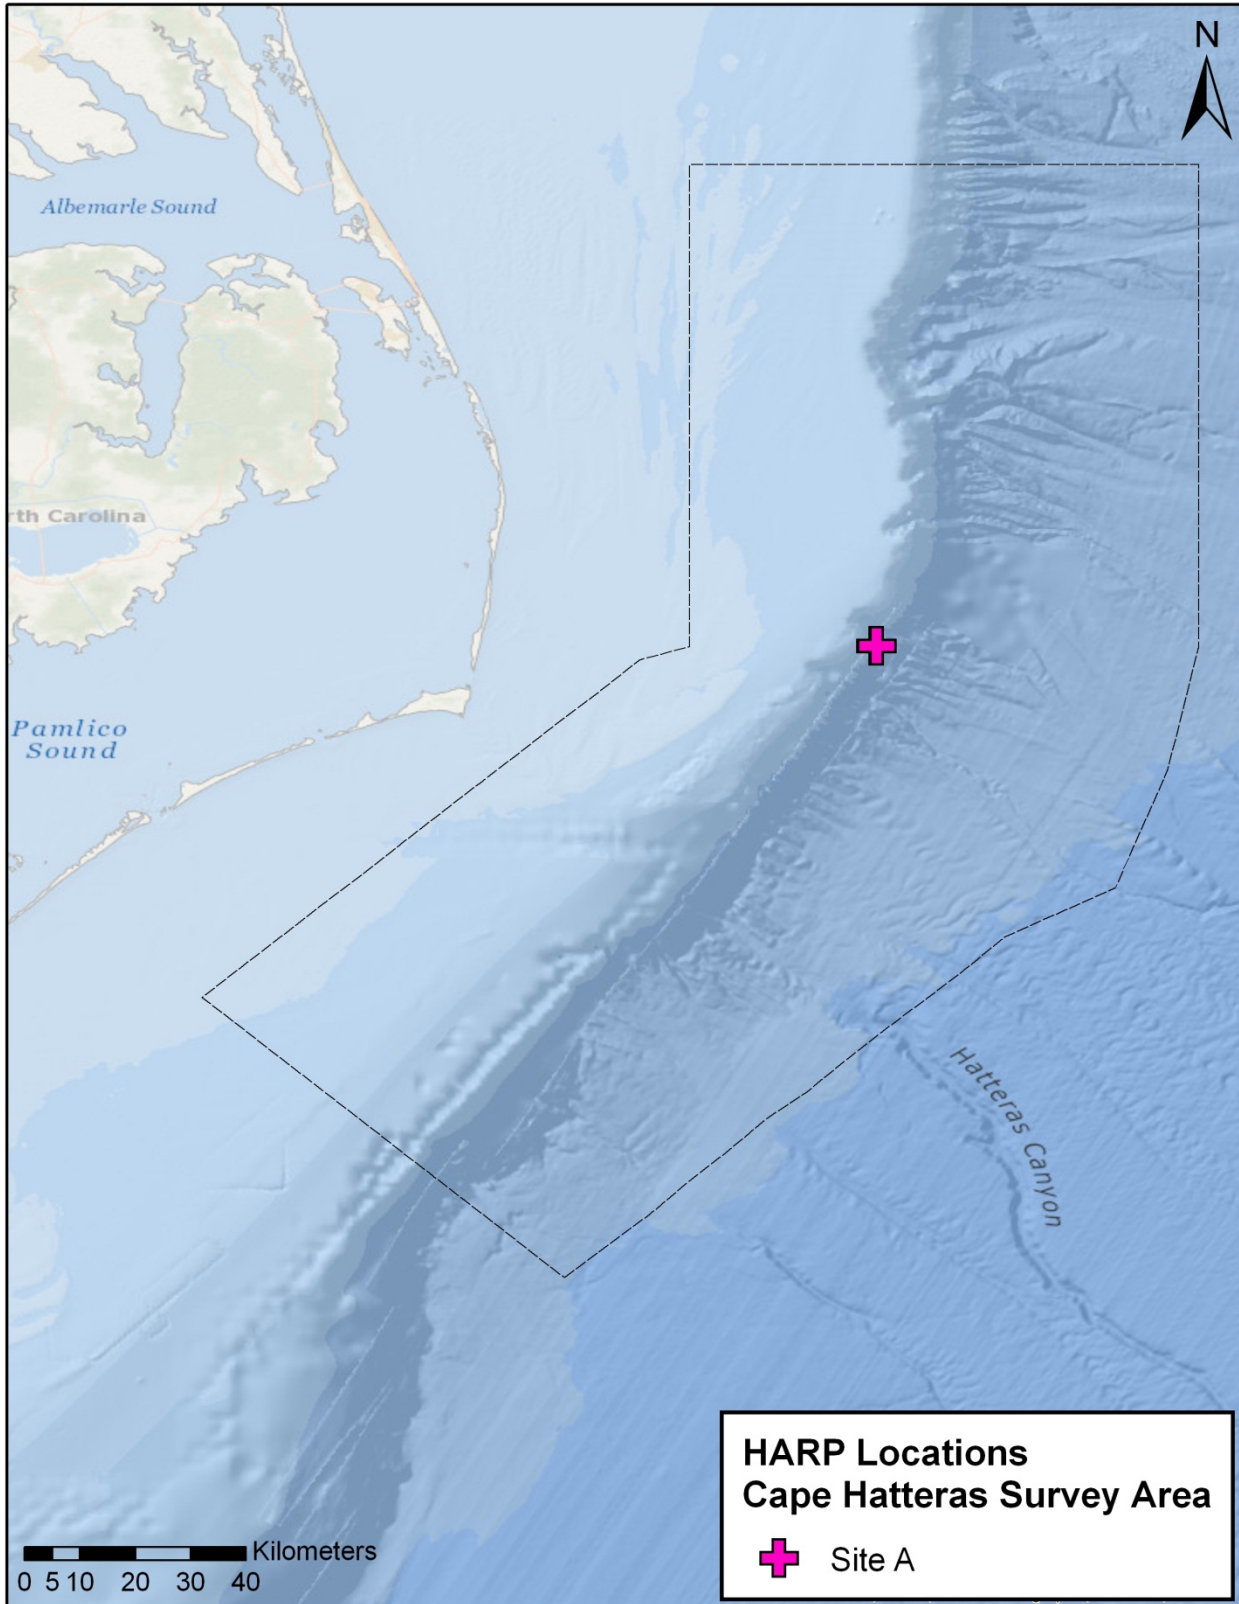 N
Albemarle Sound
rth Carolina
Pamlico
Sound
Hatteras Canyon
HARP Locations
Cape Hatteras Survey Area
Site A
Kilometers
0 5 10 20 30 40